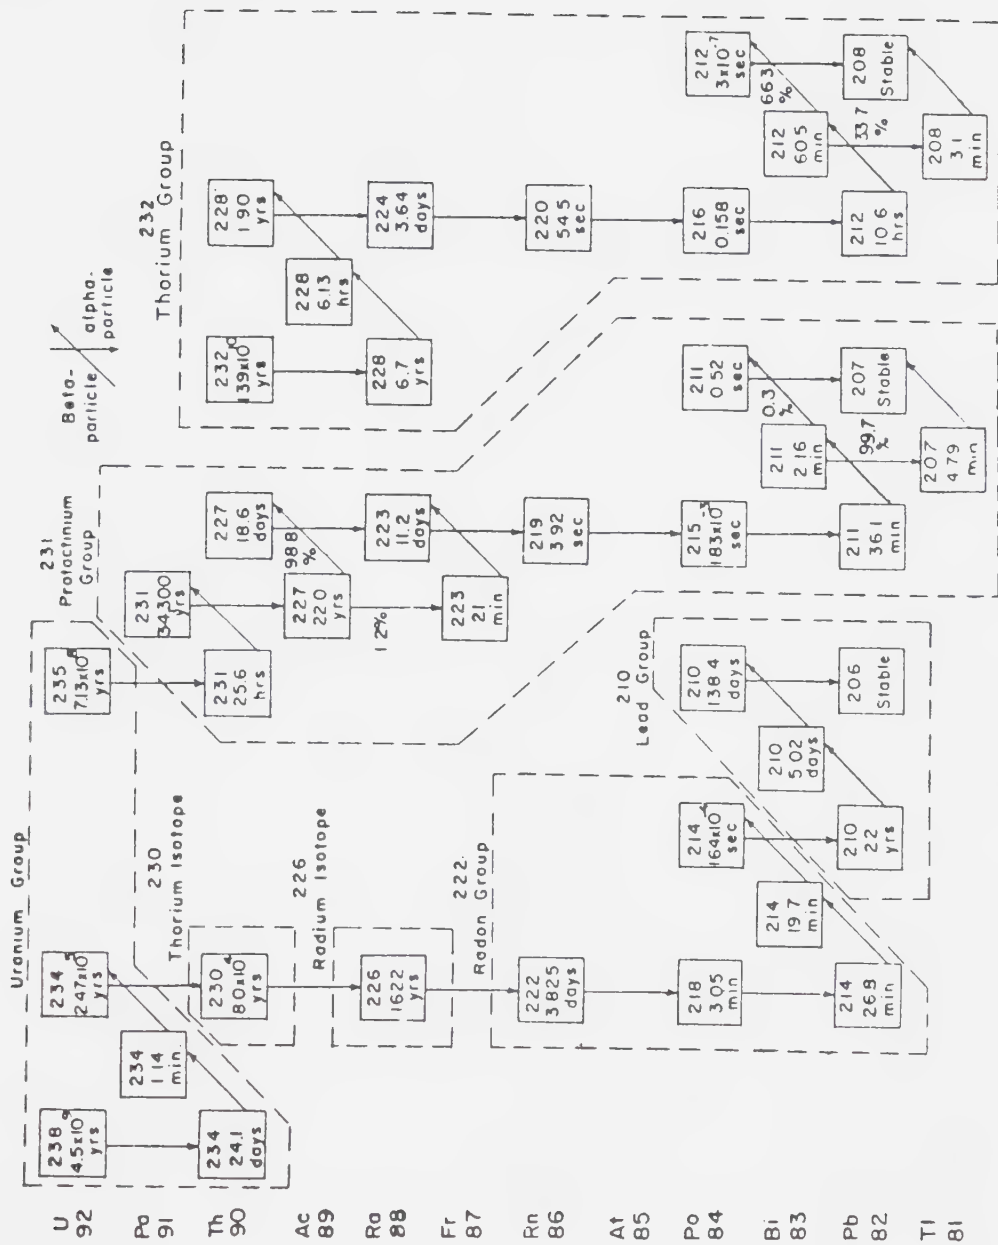 U
92
Pa
91
Th
90
Ac
89
Ra
88
Fr
87
Rn
86
At
85
Po
84
Bi
83
Pb
82
Tl
81
Uranium Group
238
4.5x10⁹
yrs
234
24.1
days
234
1.14
min
234
2.47x10⁵
yrs
235
7.13x10⁸
yrs
230
Thorium Isotope
230
8.0x10⁴
yrs
226
Radium Isotope
226
1622
yrs
222
Radon Group
222
3.825
days
218
3.05
min
214
26.8
min
214
19.7
min
214
164x10
sec
210
Lead Group
210
22
yrs
210
5.02
days
210
138.4
days
206
Stable
231
Protactinium
Group
231
25.6
hrs
231
34300
yrs
227
22.0
yrs
98.8
%
1.2%
227
18.6
days
223
21
min
223
11.2
days
219
3.92
sec
215
1.83x10⁻³
sec
211
36.1
min
211
2.16
min
0.3
%
99.7
%
211
0.52
sec
207
4.79
min
207
Stable
Beta-
particle
alpha-
particle
232
Thorium Group
232
1.39x10¹⁰
yrs
228
6.7
yrs
228
6.13
hrs
228
1.90
yrs
224
3.64
days
220
54.5
sec
216
0.158
sec
212
10.6
hrs
212
60.5
min
66.3
%
33.7
%
212
3x10⁻⁷
sec
208
3.1
min
208
Stable